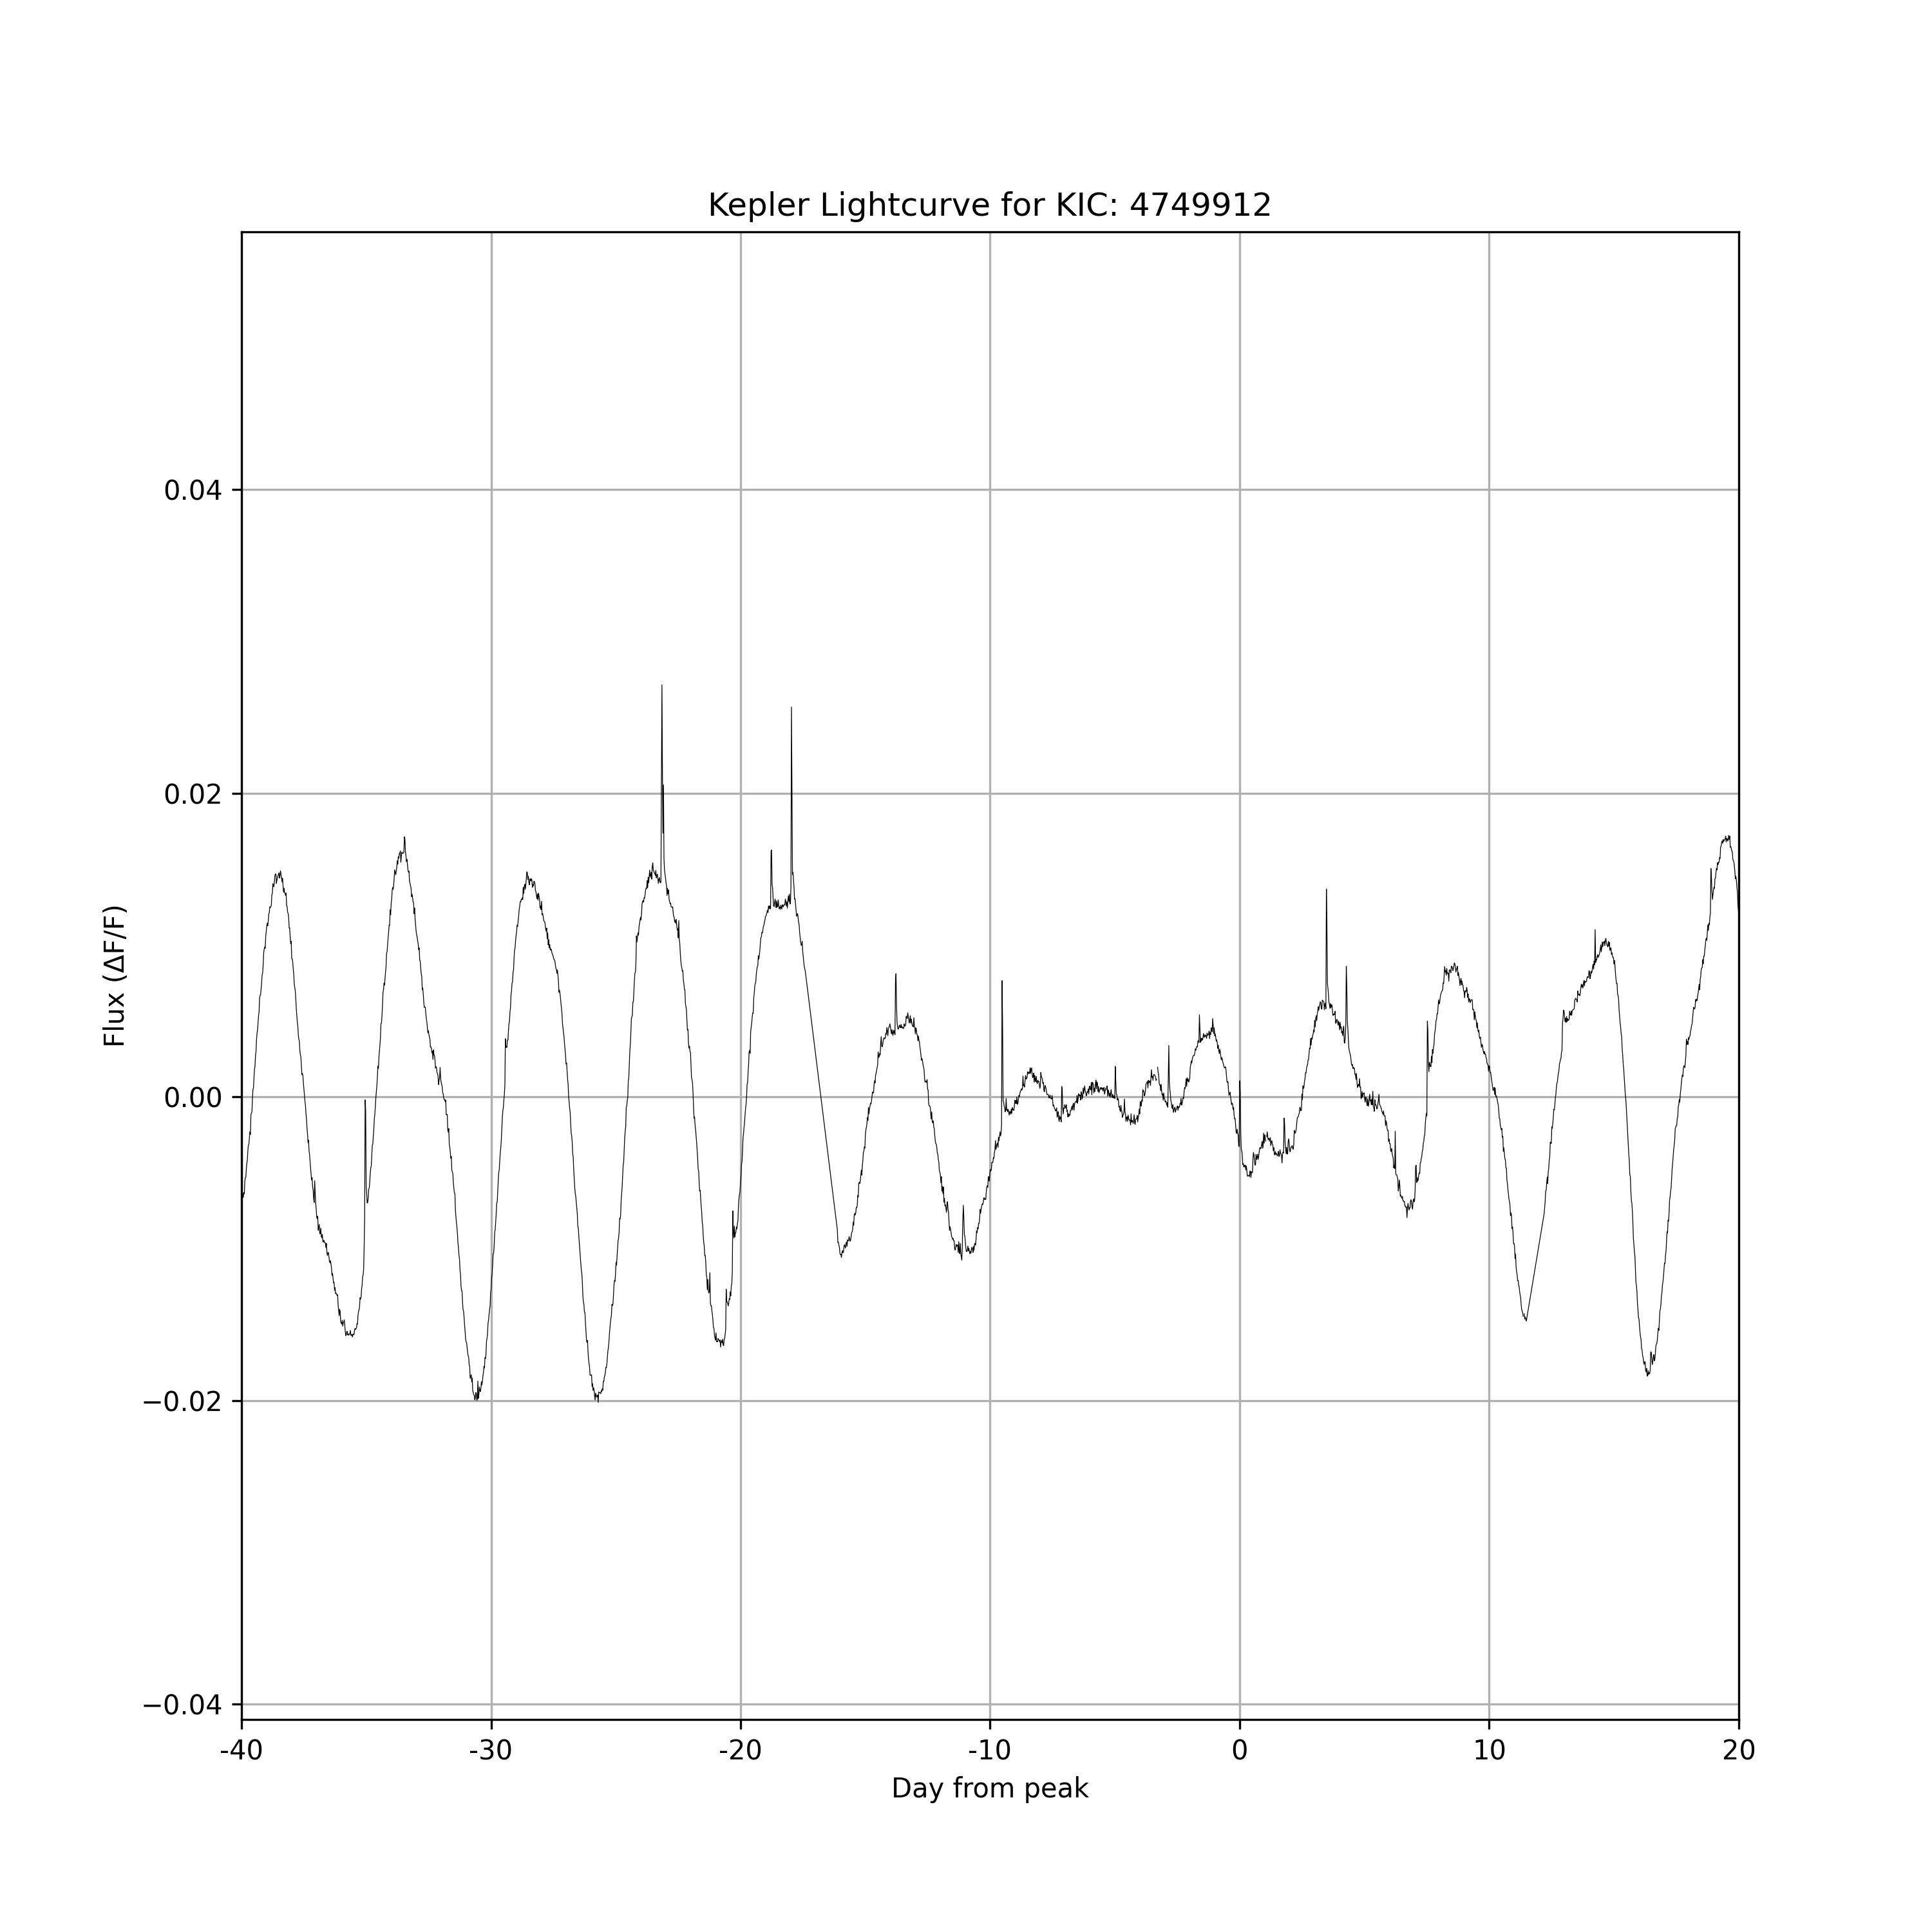 Kepler Lightcurve for KIC: 4749912
Flux (ΔF/F)
0.04
0.02
0.00
−0.02
−0.04
-40 -30 -20 -10 0 10 20
Day from peak